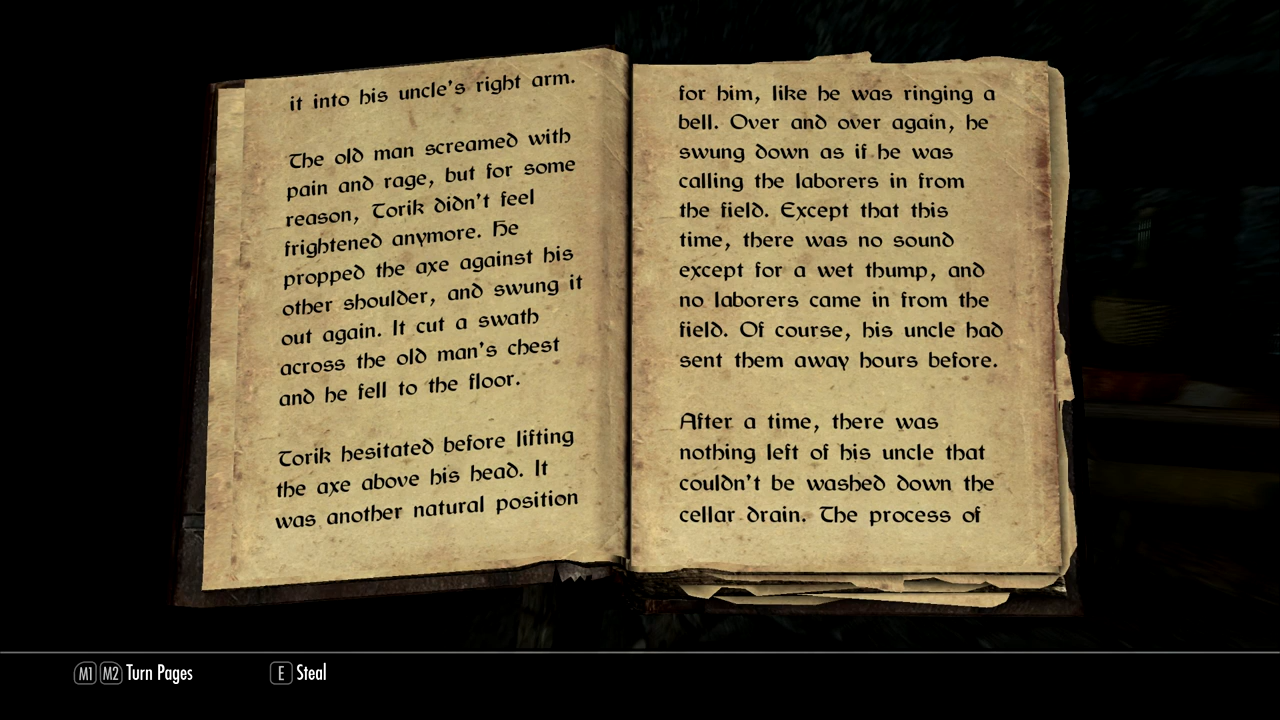 it into his uncle's right arm.
The old man screamed with
pain and rage, but for some
reason, Torik didn't feel
frightened anymore. He
propped the axe against his
other shoulder, and swung it
out again. It cut a swath
across the old man's chest
and he fell to the floor.
Torik hesitated before lifting
the axe above his head. It
was another natural position
for him, like he was ringing a
bell. Over and over again, he
swung down as if he was
calling the laborers in from
the field. Except that this
time, there was no sound
except for a wet thump, and
no laborers came in from the
field. Of course, his uncle had
sent them away hours before.
After a time, there was
nothing left of his uncle that
couldn't be washed down the
cellar drain. The process of
M1 M2 Turn Pages
E Steal